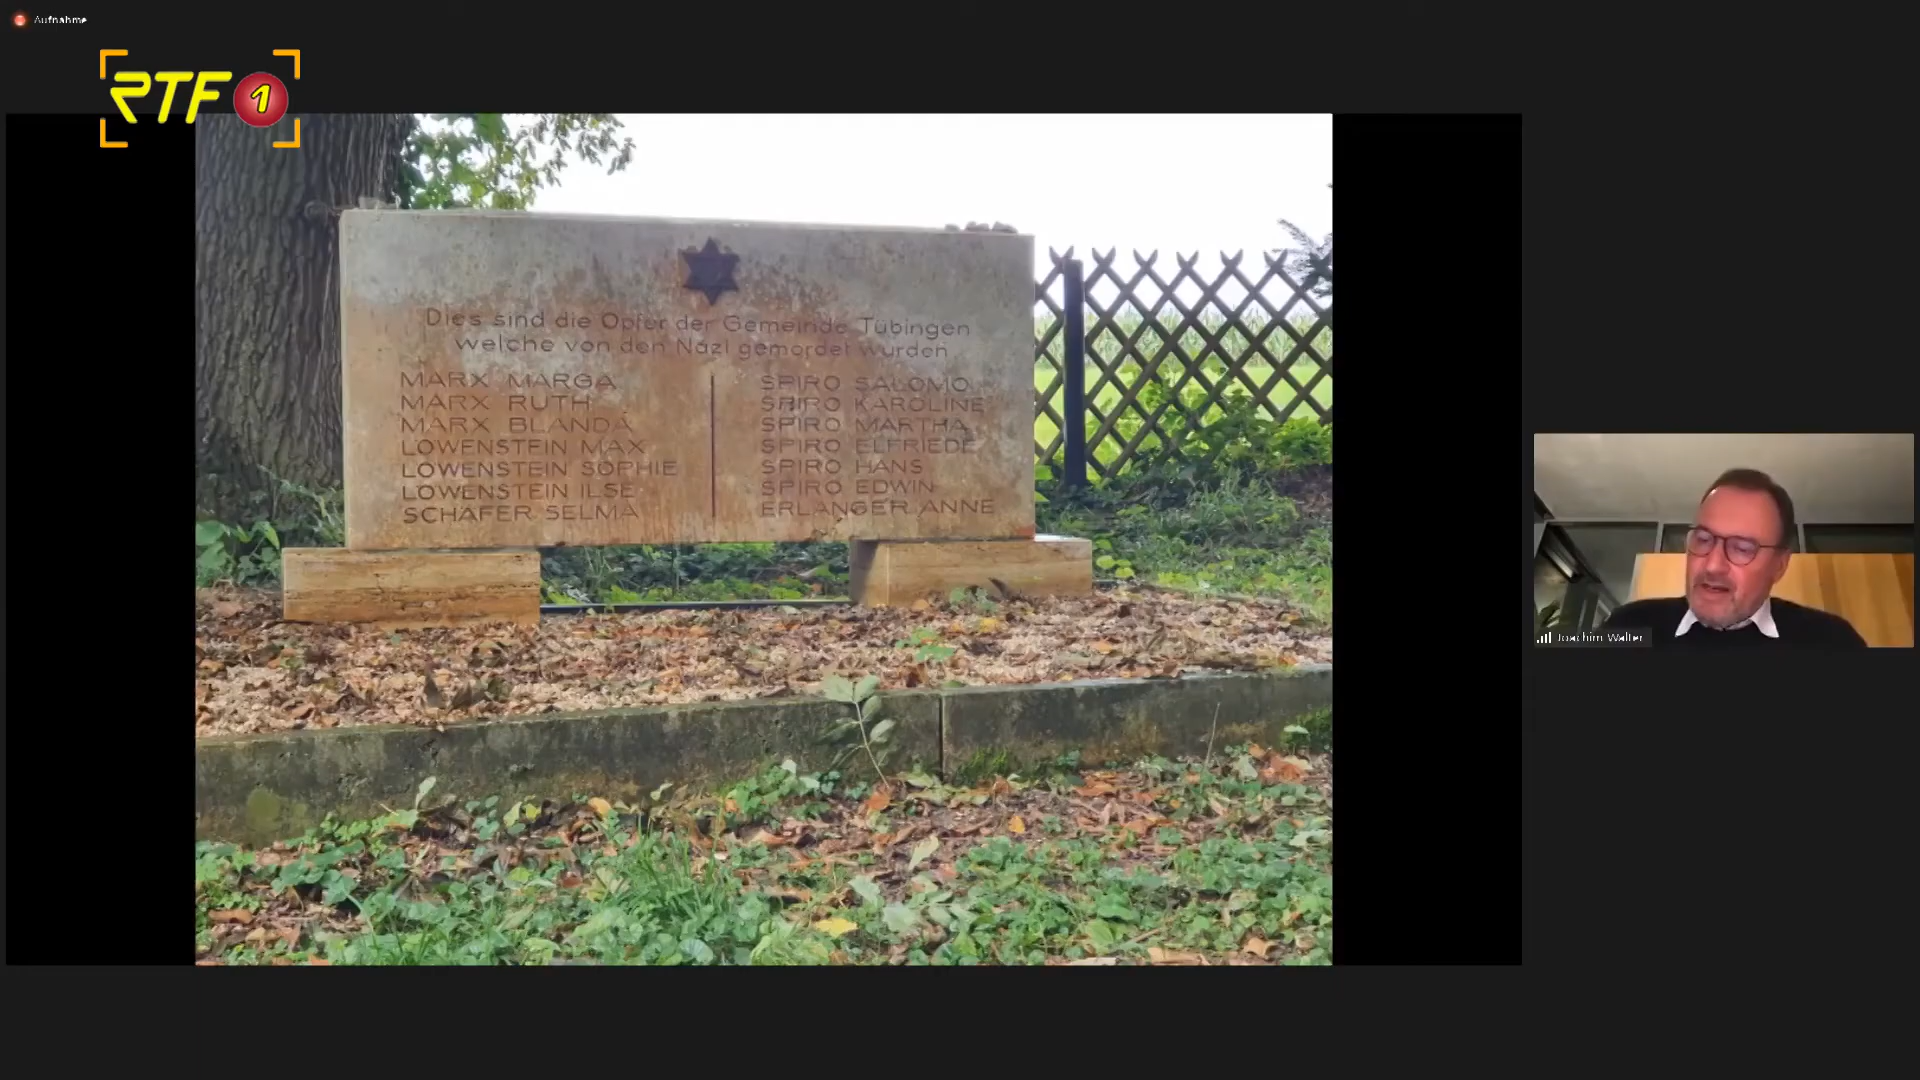 Aufnahme
RTF 1
Dies sind die Opfer der Gemeinde Tübingen
welche von den Nazi gemordet wurden
MARX MARGA
MARX RUTH
MARX BLANDA
LÖWENSTEIN MAX
LÖWENSTEIN SOPHIE
LÖWENSTEIN ILSE
SCHÄFER SELMA
SPIRO SALOMO
SPIRO KAROLINE
SPIRO MARTHA
SPIRO ELFRIEDE
SPIRO HANS
SPIRO EDWIN
ERLANGER ANNE
Joachim Walter